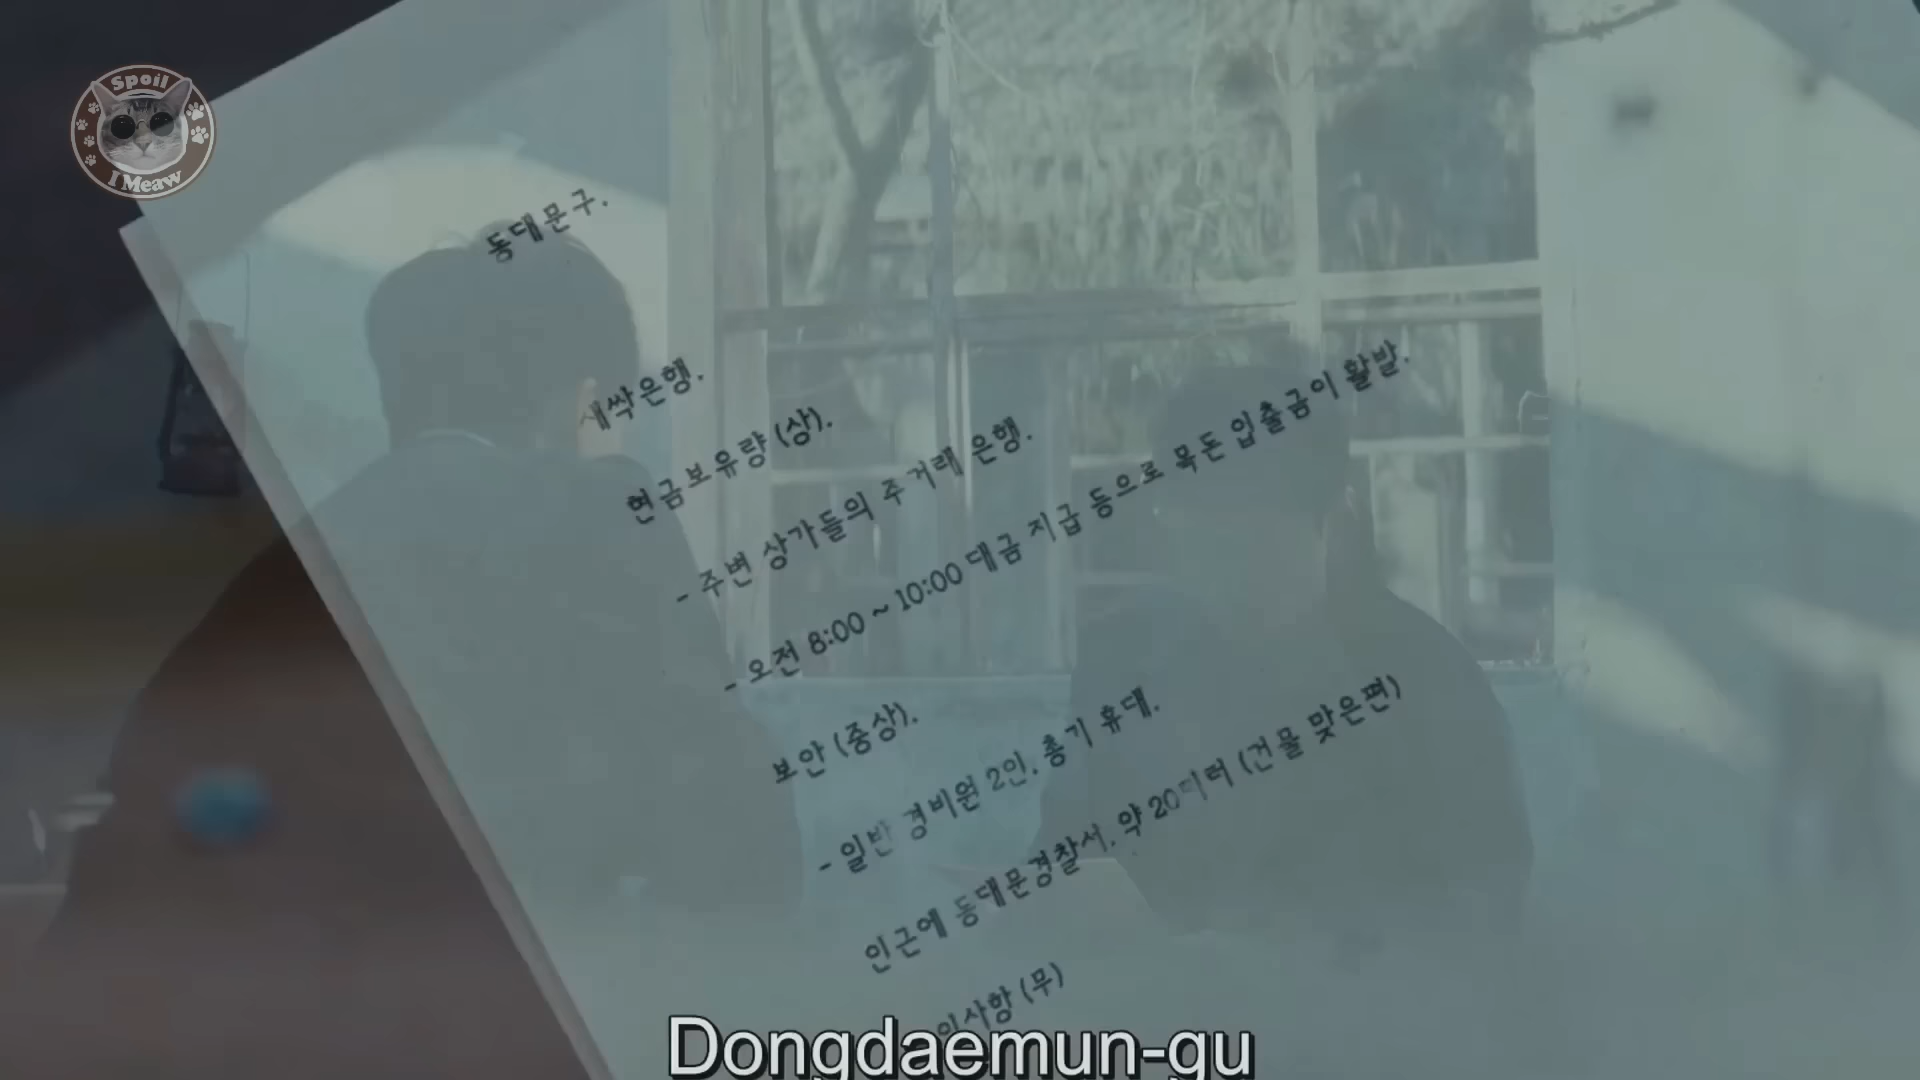 Spoil
I Meaw
동대문구.
새싹은행.
현금보유량 (상).
- 주변 상가들의 주거래 은행.
- 오전 8:00 ~ 10:00 대금 지급 등으로 목돈 입출금이 활발.
보안 (중상).
- 일반 경비원 2인. 총기 휴대.
인근에 동대문경찰서. 약 20미터 (건물 맞은편)
(무)
Dongdaemun-gu